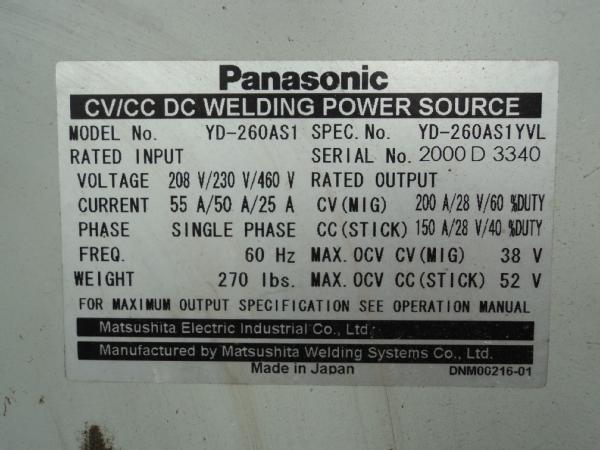 Panasonic
CV/CC DC WELDING POWER SOURCE
MODEL No. YD-260AS1 SPEC.No. YD-260AS1YVL
RATED INPUT SERIAL No. 2000 D 3340
VOLTAGE 208 V/230 V/460 V RATED OUTPUT
CURRENT 55 A/50 A/25 A CV(MIG) 200 A/28 V/60 %DUTY
PHASE SINGLE PHASE CC(STICK) 150 A/28 V/40 %DUTY
FREQ. 60 Hz MAX. OCV CV(MIG) 38 V
WEIGHT 270 lbs. MAX. OCV CC(STICK) 52 V
FOR MAXIMUM OUTPUT SPECIFICATION SEE OPERATION MANUAL
Matsushita Electric Industrial Co., Ltd.
Manufactured by Matsushita Welding Systems Co., Ltd.
Made in Japan DNM00216-01